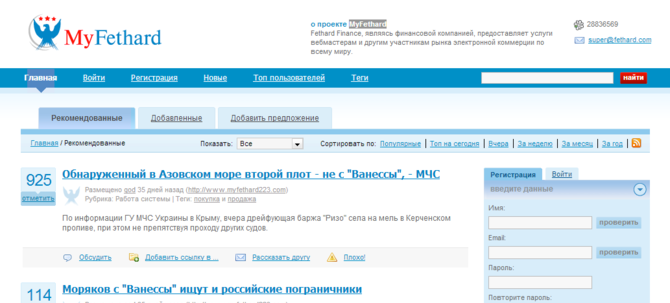 MyFethard
о проекте MyFethard
Fethard Finance, являясь финансовой компанией, предоставляет услуги
вебмастерам и другим участникам рынка электронной коммерции по
всему миру.
28836569
super@fethard.com
Главная Войти Регистрация Новые Топ пользователей Теги найти
Рекомендованные Добавленные Добавить предложение
Главная / Рекомендованные Показать: Все Сортировать по: Популярные | Топ на сегодня | Вчера | За неделю | За месяц | За год |
925
отметить
Обнаруженный в Азовском море второй плот - не с "Ванессы", - МЧС
Размещено god 35 дней назад (http://www.myfethard223.com)
Рубрика: Работа системы | Теги: покупка и продажа
По информации ГУ МЧС Украины в Крыму, вчера дрейфующая баржа "Ризо" села на мель в Керченском
проливе, при этом не препятствуя проходу других судов.
Обсудить Добавить ссылку в ... Рассказать другу Плохо!
114
Моряков с "Ванессы" ищут и российские пограничники
Регистрация Войти
введите данные
Имя:
проверить
Email:
проверить
Пароль:
Повторите пароль: